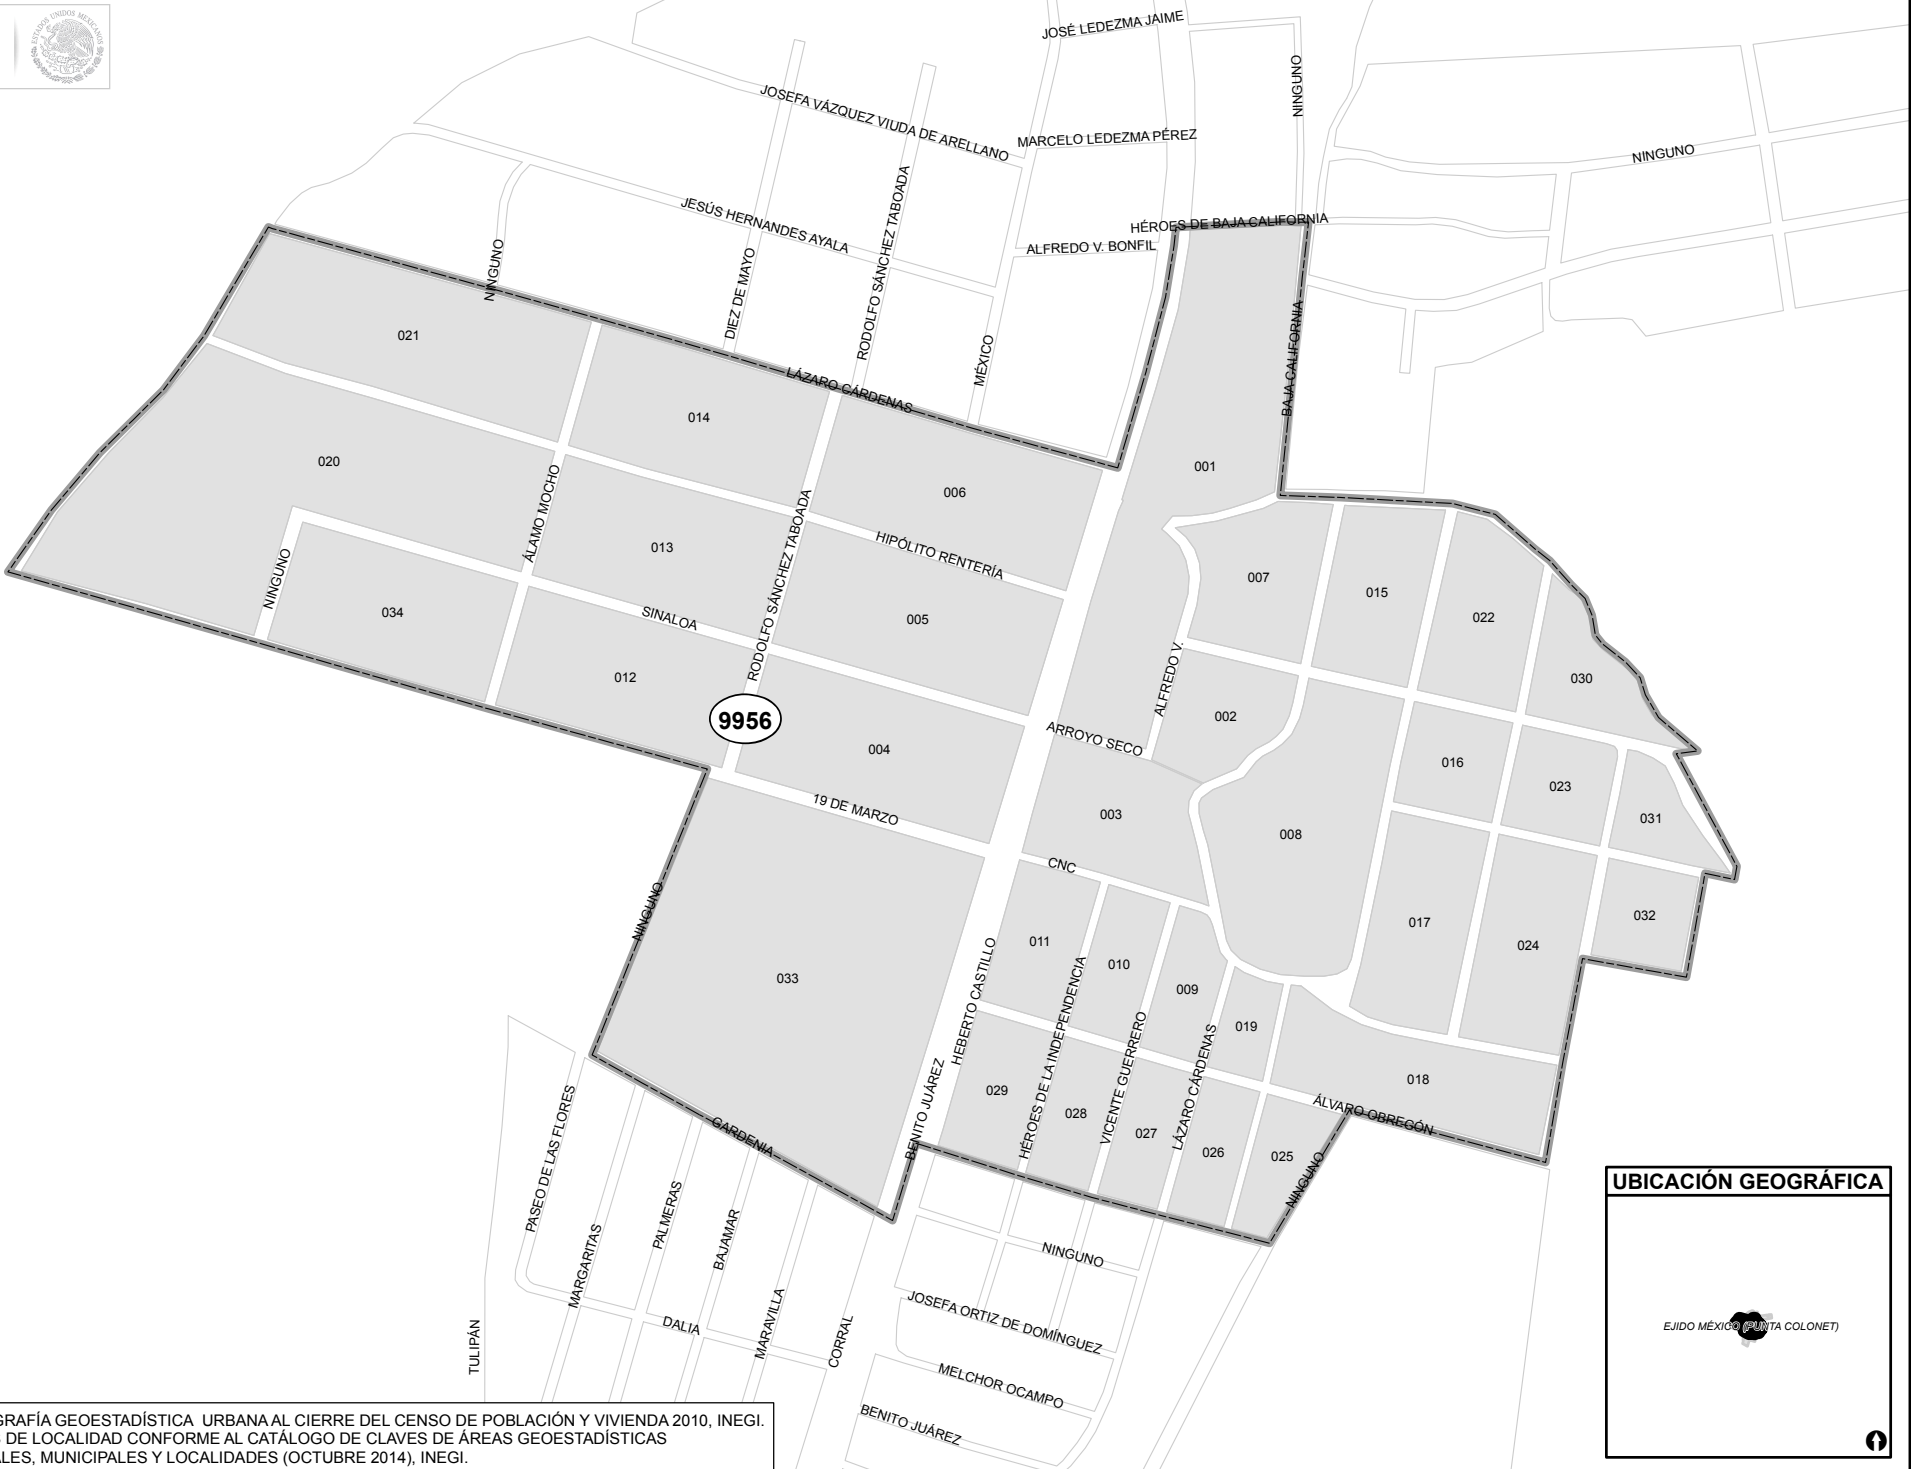 ESTADOS UNIDOS MEXICANOS
JOSÉ LEDEZMA JAIME
NINGUNO
JOSEFA VÁZQUEZ VIUDA DE ARELLANO
MARCELO LEDEZMA PÉREZ
NINGUNO
RODOLFO SÁNCHEZ TABOADA
JESÚS HERNANDES AYALA
HÉROES DE BAJA CALIFORNIA
ALFREDO V. BONFIL
NINGUNO
DIEZ DE MAYO
021
MÉXICO
BAJA CALIFORNIA
LÁZARO CÁRDENAS
014
020
001
006
ÁLAMO MOCHO
RODOLFO SÁNCHEZ TABOADA
013
HIPÓLITO RENTERÍA
NINGUNO
007
015
034
SINALOA
005
022
012
ALFREDO V.
030
9956
002
ARROYO SECO
004
016
023
19 DE MARZO
003
031
008
CNC
NINGUNO
032
017
011
024
HEBERTO CASTILLO
010
033
009
HÉROES DE LA INDEPENDENCIA
019
VICENTE GUERRERO
LÁZARO CÁRDENAS
018
029
BENITO JUÁREZ
028
ÁLVARO OBREGÓN
027
GARDENIA
026
025
NINGUNO
PASEO DE LAS FLORES
PALMERAS
BAJAMAR
MARGARITAS
NINGUNO
JOSEFA ORTIZ DE DOMÍNGUEZ
MARAVILLA
DALIA
CORRAL
TULIPÁN
MELCHOR OCAMPO
BENITO JUÁREZ
UBICACIÓN GEOGRÁFICA
EJIDO MÉXICO (PUNTA COLONET)
GRAFÍA GEOESTADÍSTICA URBANA AL CIERRE DEL CENSO DE POBLACIÓN Y VIVIENDA 2010, INEGI.
DE LOCALIDAD CONFORME AL CATÁLOGO DE CLAVES DE ÁREAS GEOESTADÍSTICAS
ALES, MUNICIPALES Y LOCALIDADES (OCTUBRE 2014), INEGI.